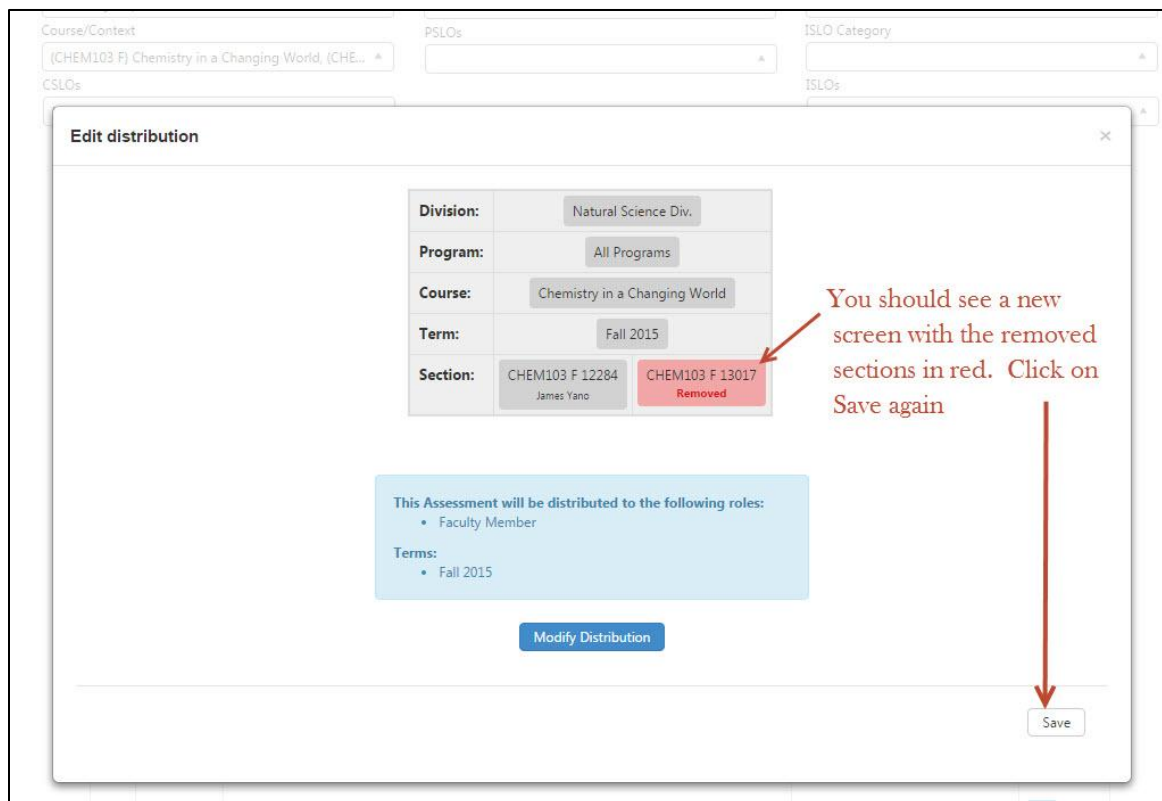 Course/Context
PSLOs
ISLO Category
(CHEM103 F) Chemistry in a Changing World, (CHE...
CSLOs
ISLOs
Edit distribution
×
Division:
Natural Science Div.
Program:
All Programs
Course:
Chemistry in a Changing World
Term:
Fall 2015
Section:
CHEM103 F 12284
James Yano
CHEM103 F 13017
Removed
You should see a new
screen with the removed
sections in red. Click on
Save again
This Assessment will be distributed to the following roles:
• Faculty Member
Terms:
• Fall 2015
Modify Distribution
Save